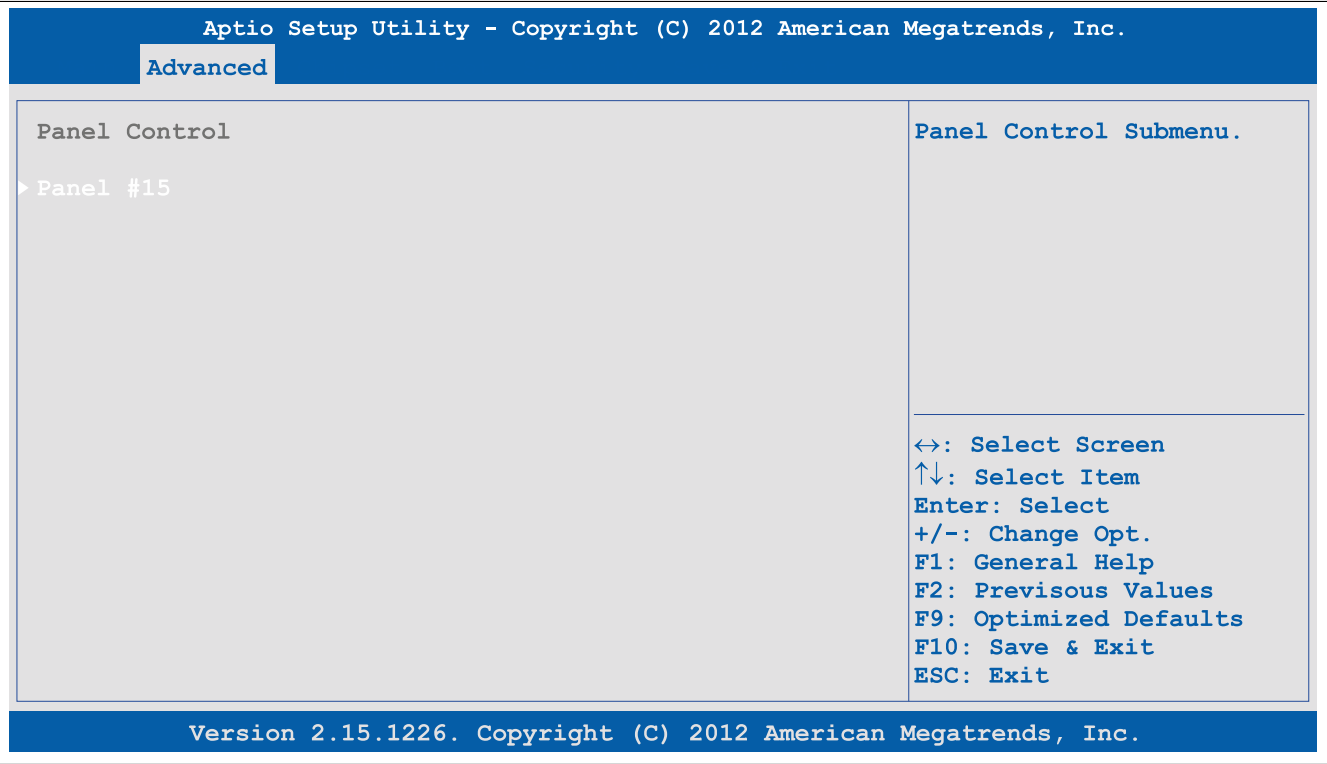 Aptio Setup Utility - Copyright (C) 2012 American Megatrends, Inc.
Advanced
Panel Control
Panel #15
Panel Control Submenu.
↔: Select Screen
↑↓: Select Item
Enter: Select
+/-: Change Opt.
F1: General Help
F2: Previsous Values
F9: Optimized Defaults
F10: Save & Exit
ESC: Exit
Version 2.15.1226. Copyright (C) 2012 American Megatrends, Inc.